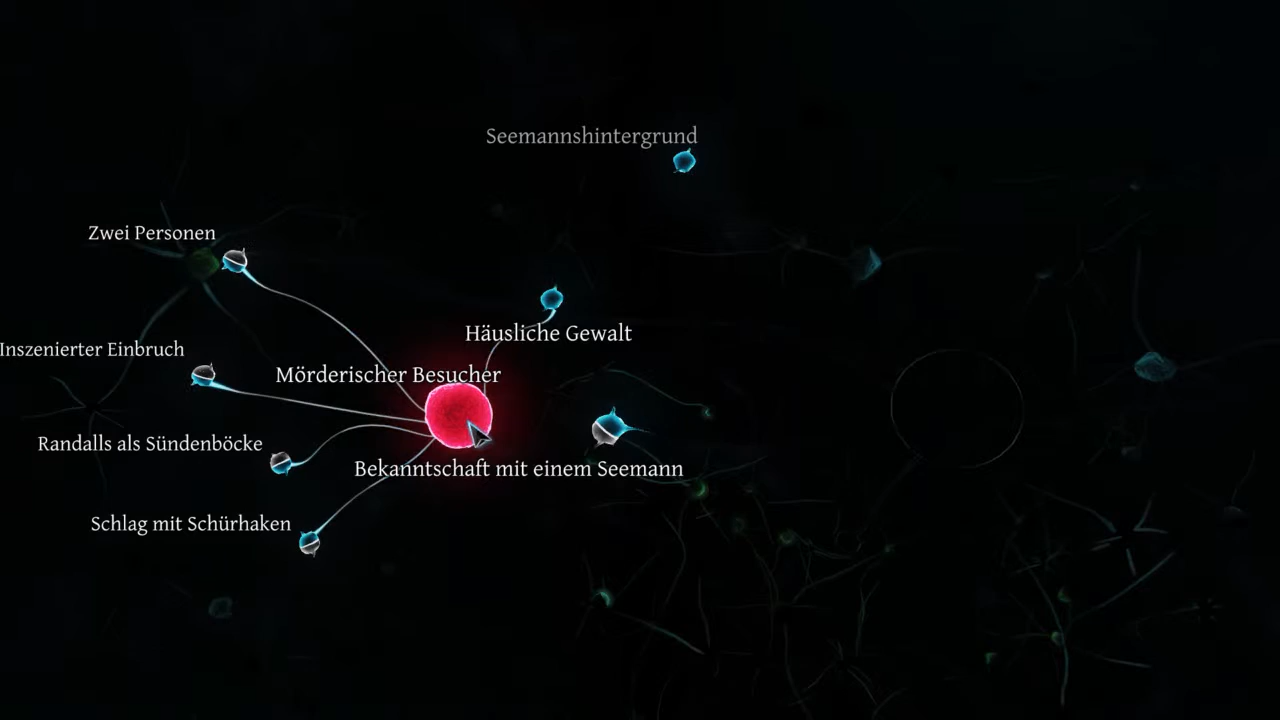 Seemannshintergrund
Zwei Personen
Häusliche Gewalt
Inszenierter Einbruch
Mörderischer Besucher
Randalls als Sündenböcke
Bekanntschaft mit einem Seemann
Schlag mit Schürhaken